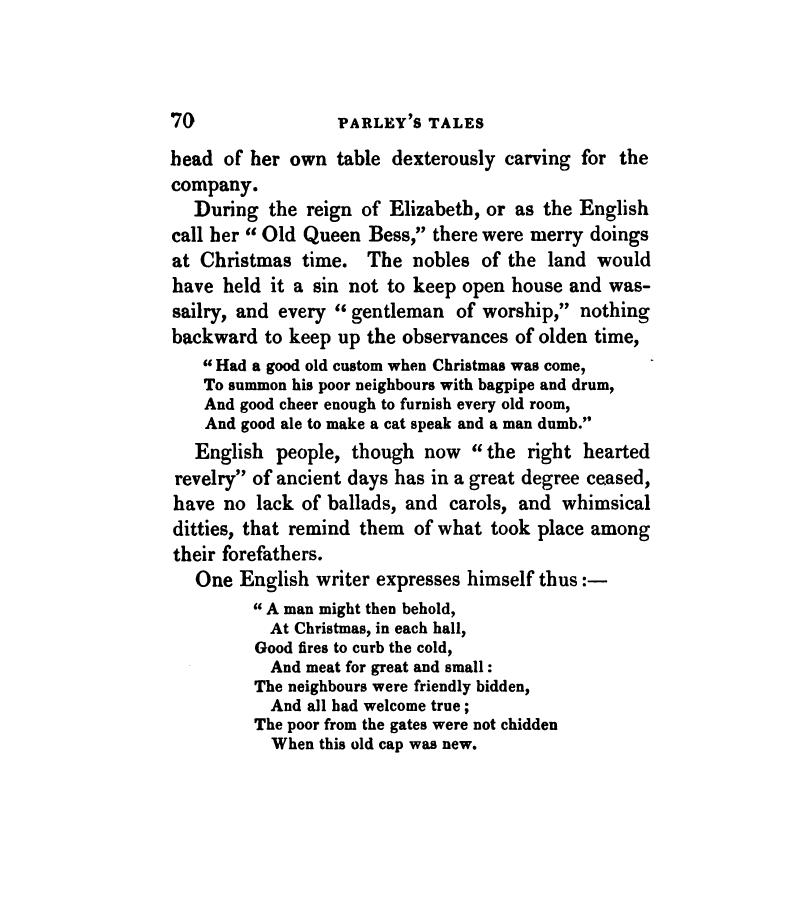 70 PARLEY'S TALES
head of her own table dexterously carving for the
company.
During the reign of Elizabeth, or as the English
call her “ Old Queen Bess,” there were merry doings
at Christmas time. The nobles of the land would
have held it a sin not to keep open house and was-
sailry, and every “ gentleman of worship,” nothing
backward to keep up the observances of olden time,
“ Had a good old custom when Christmas was come,
To summon his poor neighbours with bagpipe and drum,
And good cheer enough to furnish every old room,
And good ale to make a cat speak and a man dumb.”
English people, though now “ the right hearted
revelry” of ancient days has in a great degree ceased,
have no lack of ballads, and carols, and whimsical
ditties, that remind them of what took place among
their forefathers.
One English writer expresses himself thus :—
“ A man might then behold,
At Christmas, in each hall,
Good fires to curb the cold,
And meat for great and small :
The neighbours were friendly bidden,
And all had welcome true ;
The poor from the gates were not chidden
When this old cap was new.